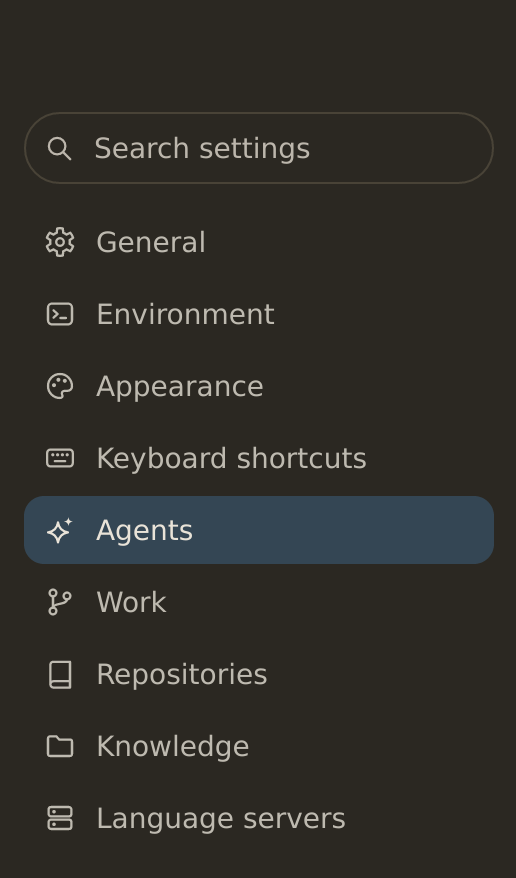 Search settings
General
Environment
Appearance
Keyboard shortcuts
Agents
Work
Repositories
Knowledge
Language servers